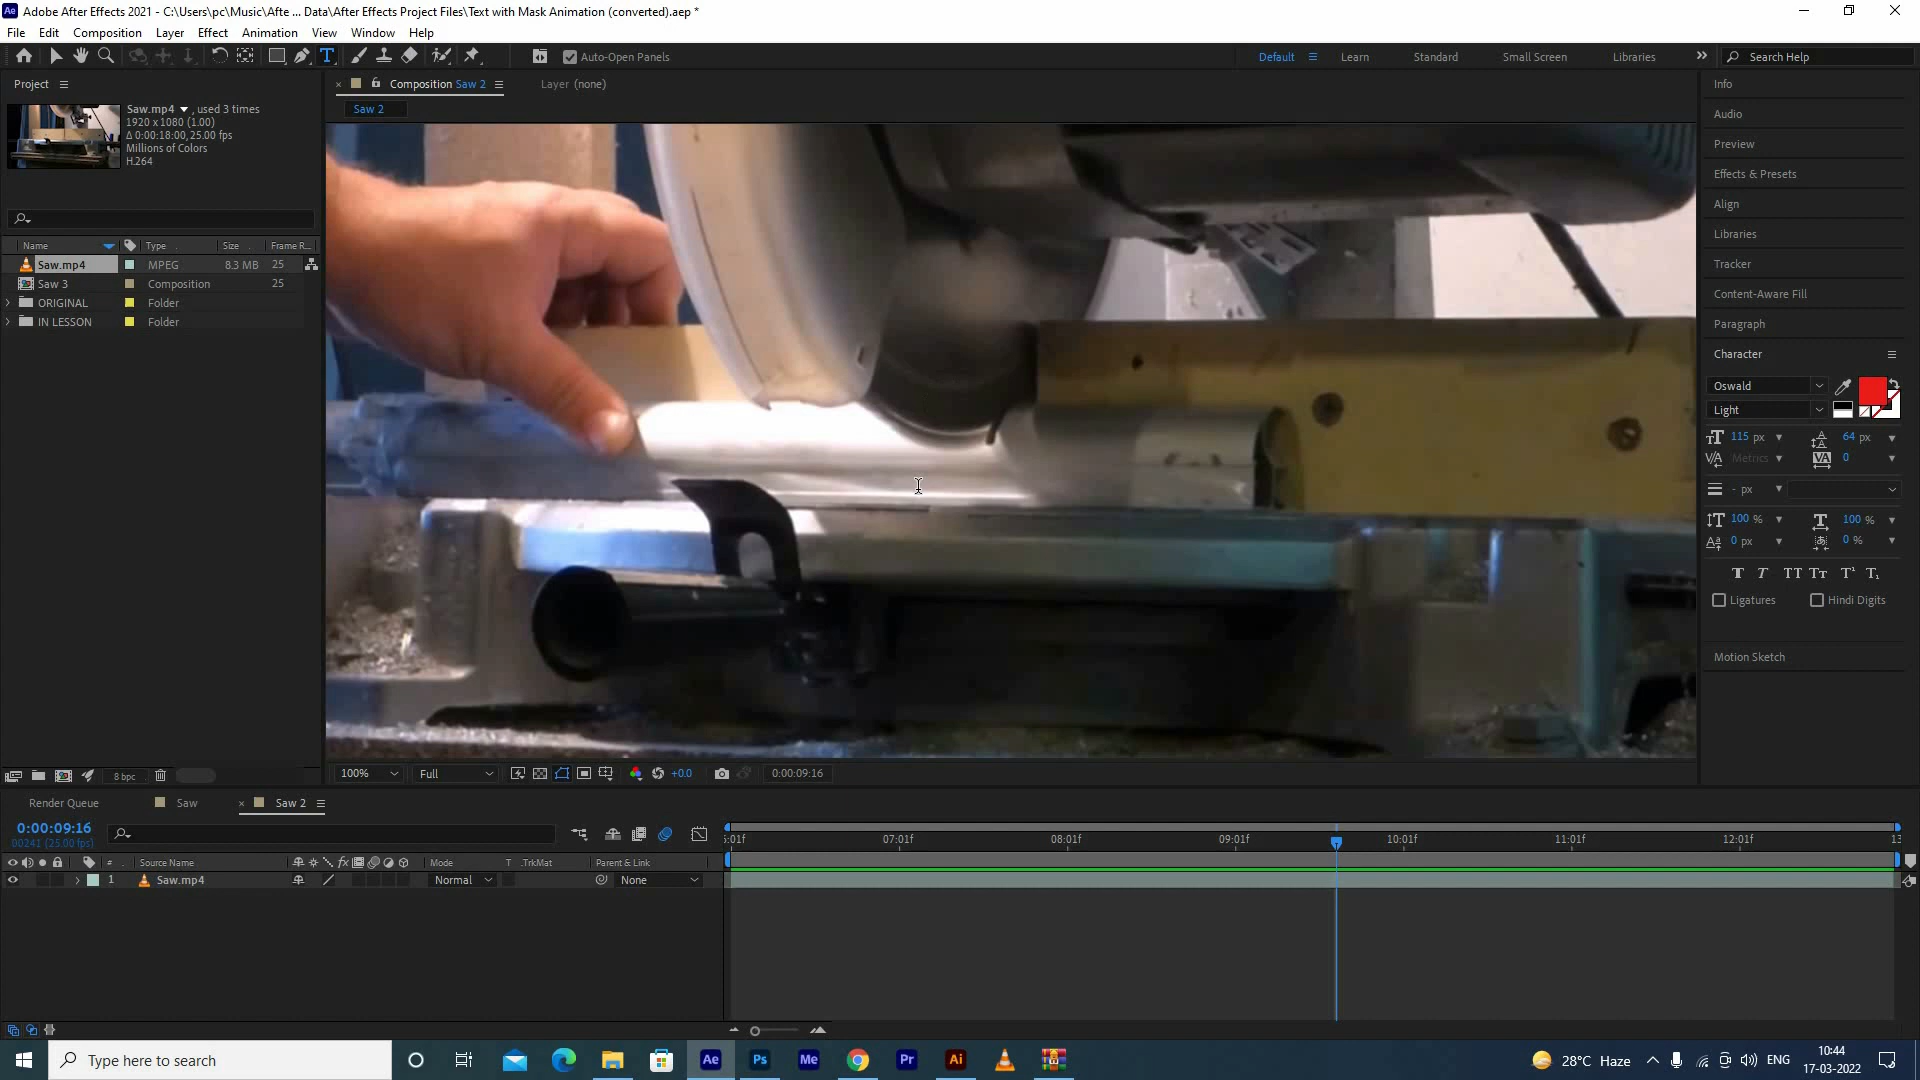 Adobe After Effects 2021 - C:\Users\pc\Music\Afte ... Data\After Effects Project Files\Text with Mask Animation (converted).aep *
File Edit Composition Layer Effect Animation View Window Help
Auto-Open Panels
Default Learn Standard Small Screen Libraries Search Help
Project
Composition Saw 2
Layer (none)
Saw 2
Saw.mp4 , used 3 times
1920 x 1080 (1.00)
Δ 0:00:18:00, 25.00 fps
Millions of Colors
H.264
Name Type Size Frame R...
Saw.mp4 MPEG 8.3 MB 25
Saw 3 Composition 25
ORIGINAL Folder
IN LESSON Folder
8 bpc
100% Full +0.0 0:00:09:16
Info
Audio
Preview
Effects & Presets
Align
Libraries
Tracker
Content-Aware Fill
Paragraph
Character
Oswald
Light
115 px 64 px
Metrics 0
- px
100 % 100 %
0 px 0 %
Ligatures Hindi Digits
Motion Sketch
Render Queue Saw Saw 2
0:00:09:16
00241 (25.00 fps)
07:01f 08:01f 09:01f 10:01f 11:01f 12:01f 13
# Source Name Mode T .TrkMat Parent & Link
1 Saw.mp4 Normal None
Type here to search
28°C Haze ENG 10:44
17-03-2022